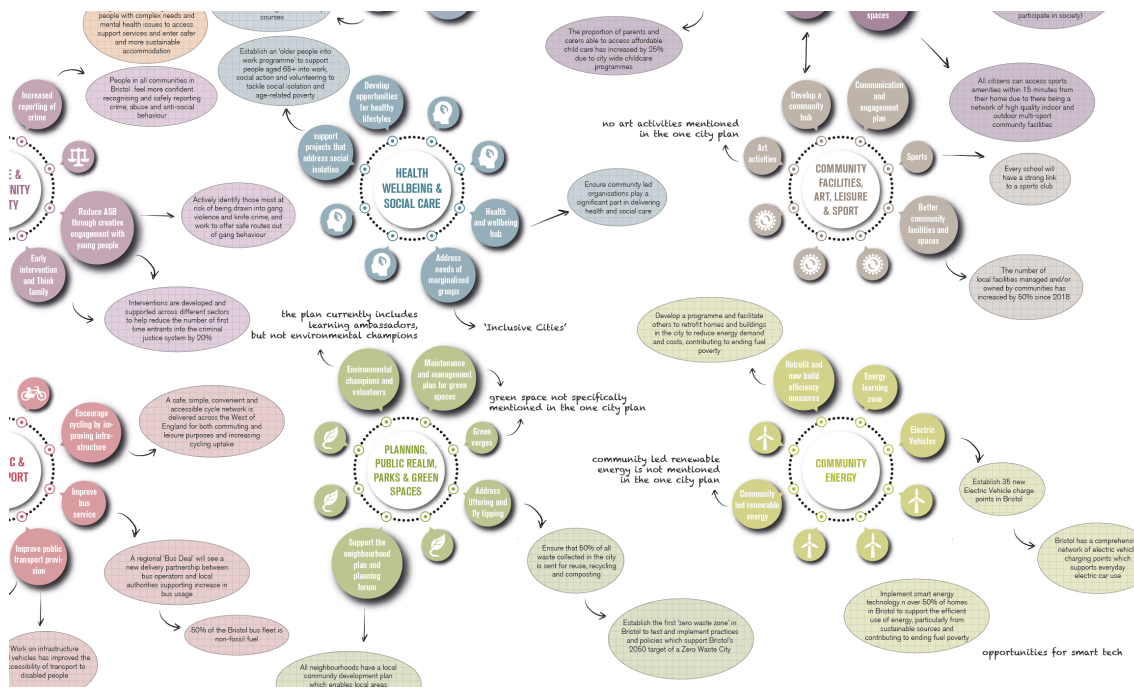 people with complex needs and
mental health issues to access
support services and enter safer
and more sustainable
accommodation
courses
Establish an 'older people into
work programme' to support
people aged 65+ into work,
social action and volunteering to
tackle social isolation and
age-related poverty
The proportion of parents and
carers able to access affordable
child care has increased by 25%
due to city wide childcare
programmes
spaces
participate in society)
Increased
reporting of
crime
People in all communities in
Bristol feel more confident
recognising and safely reporting
crime, abuse and anti-social
behaviour
Reduce ASB
through creative
engagement with
young people
Early
intervention
and Think
family
Actively identify those most at
risk of being drawn into gang
violence and knife crime, and
work to offer safe routes out
of gang behaviour
Interventions are developed and
supported across different sectors
to help reduce the number of first
time entrants into the criminal
justice system by 20%
Develop
opportunities
for healthy
lifestyles
support
projects that
address social
isolation
HEALTH
WELLBEING &
SOCIAL CARE
Health
and wellbeing
hub
Address
needs of
marginalised
groups
Ensure community led
organisations play a
significant part in delivering
health and social care
'Inclusive Cities'
no art activities mentioned
in the one city plan
Develop a
community
hub
Communication
and
engagement
plan
Art
activities
Sports
COMMUNITY
FACILITIES,
ART, LEISURE
& SPORT
Better
community
facilities and
spaces
All citizens can access sports
amenities within 15 minutes from
their home due to there being a
network of high quality indoor and
outdoor multi-sport
community facilities
Every school will
have a strong link
to a sports club
The number of
local facilities managed and/or
owned by communities has
increased by 50% since 2018
Encourage
cycling by im-
proving infra-
structure
Improve
bus
service
Improve public
transport provi-
sion
A safe, simple, convenient and
accessible cycle network is
delivered across the West of
England for both commuting and
leisure purposes and increasing
cycling uptake
A regional 'Bus Deal' will see a
new delivery partnership between
bus operators and local
authorities supporting increase in
bus usage
50% of the Bristol bus fleet is
non-fossil fuel
Work on infrastructure
vehicles has improved the
accessibility of transport to
disabled people
the plan currently includes
learning ambassadors,
but not environmental champions
Environmental
champions and
volunteers
Maintenance
and management
plan for green
spaces
green space not specifically
mentioned in the one city plan
Green
verges
PLANNING,
PUBLIC REALM,
PARKS & GREEN
SPACES
Address
littering and
fly tipping
Support the
neighbourhood
plan and
planning
forum
Ensure that 50% of all
waste collected in the city
is sent for reuse, recycling
and composting
Establish the first 'zero waste zone' in
Bristol to test and implement practices
and policies which support Bristol's
2050 target of a Zero Waste City
All neighbourhoods have a local
community development plan
which enables local areas
Develop a programme and facilitate
others to retrofit homes and buildings
in the city to reduce energy demand
and costs, contributing to ending fuel
poverty
Retrofit and
new build
efficiency
measures
Energy
learning
zone
Electric
Vehicles
COMMUNITY
ENERGY
community led renewable
energy is not mentioned
in the one city plan
Community
led renewable
energy
Establish 35 new
Electric Vehicle charge
points in Bristol
Bristol has a comprehensi
network of electric vehicl
charging points which
supports everyday
electric car use
Implement smart energy
technology n over 50% of homes
in Bristol to support the efficient
use of energy, particularly from
sustainable sources and
contributing to ending fuel poverty
opportunities for smart tech